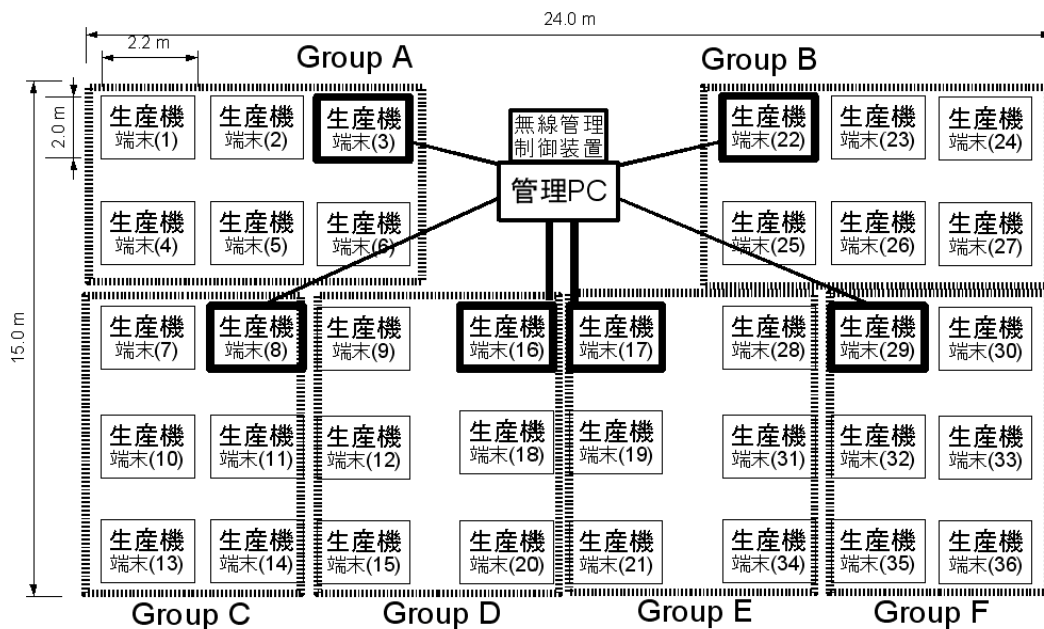 24.0 m
2.2 m
Group A
Group B
2.0 m
15.0 m
生産機
端末(1)
生産機
端末(2)
生産機
端末(3)
無線管理
制御装置
管理PC
生産機
端末(22)
生産機
端末(23)
生産機
端末(24)
生産機
端末(4)
生産機
端末(5)
生産機
端末(6)
生産機
端末(25)
生産機
端末(26)
生産機
端末(27)
生産機
端末(7)
生産機
端末(8)
生産機
端末(9)
生産機
端末(16)
生産機
端末(17)
生産機
端末(28)
生産機
端末(29)
生産機
端末(30)
生産機
端末(10)
生産機
端末(11)
生産機
端末(12)
生産機
端末(18)
生産機
端末(19)
生産機
端末(31)
生産機
端末(32)
生産機
端末(33)
生産機
端末(13)
生産機
端末(14)
生産機
端末(15)
生産機
端末(20)
生産機
端末(21)
生産機
端末(34)
生産機
端末(35)
生産機
端末(36)
Group C
Group D
Group E
Group F